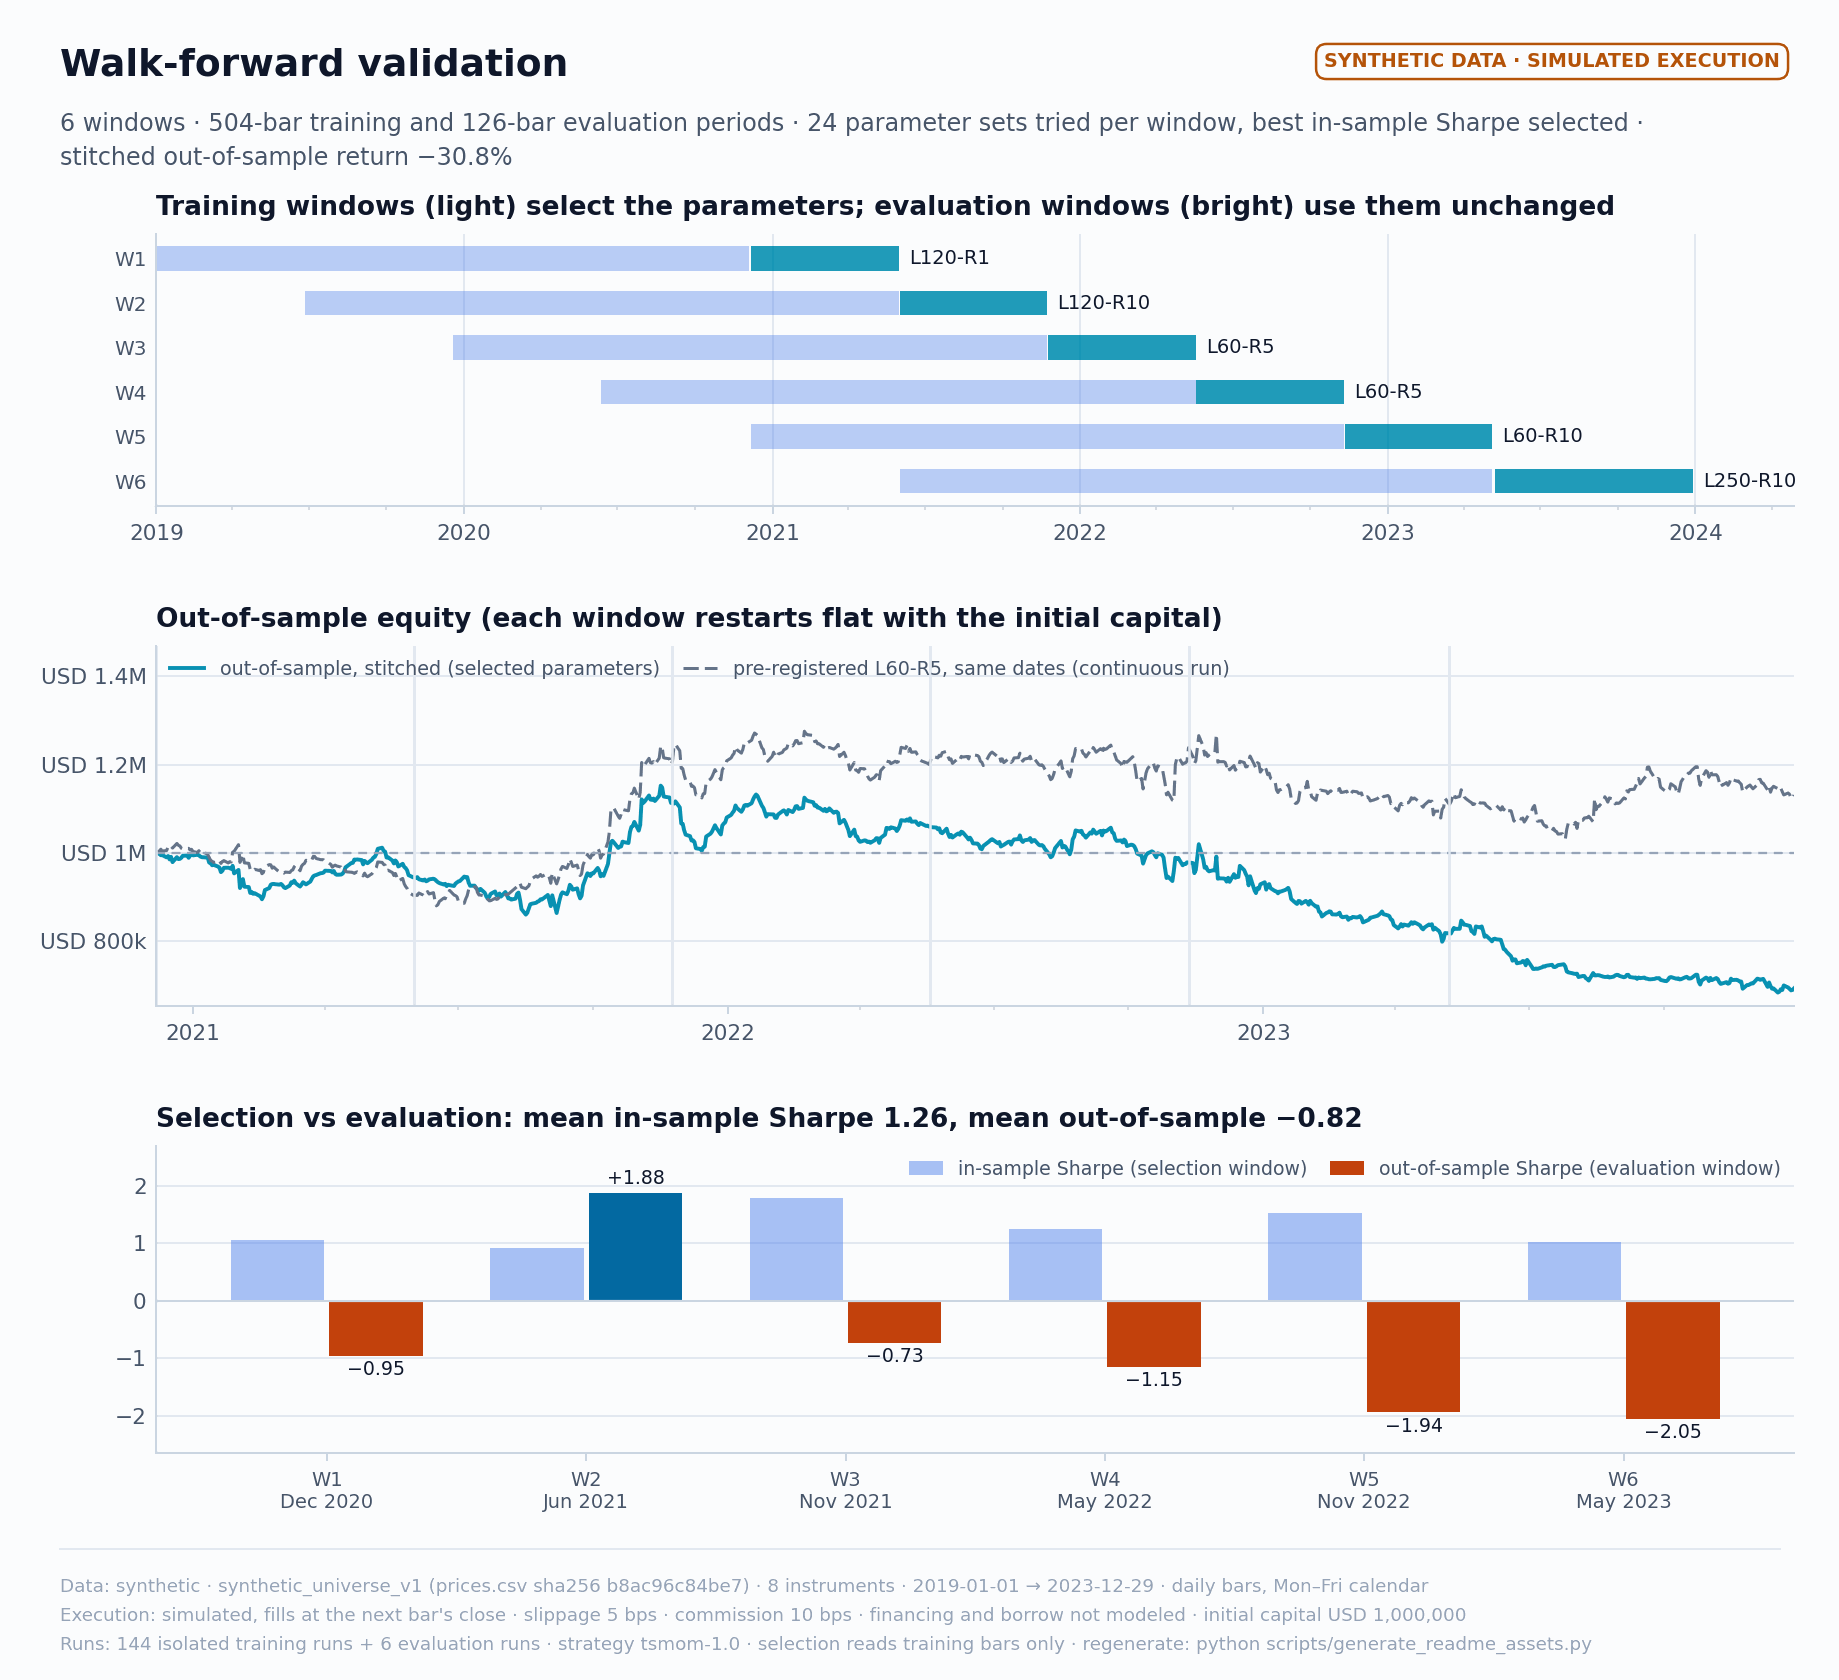 Walk-forward validation
SYNTHETIC DATA · SIMULATED EXECUTION
6 windows · 504-bar training and 126-bar evaluation periods · 24 parameter sets tried per window, best in-sample Sharpe selected ·
stitched out-of-sample return −30.8%
Training windows (light) select the parameters; evaluation windows (bright) use them unchanged
W1 L120-R1
W2 L120-R10
W3 L60-R5
W4 L60-R5
W5 L60-R10
W6 L250-R10
2019 2020 2021 2022 2023 2024
Out-of-sample equity (each window restarts flat with the initial capital)
out-of-sample, stitched (selected parameters) pre-registered L60-R5, same dates (continuous run)
USD 1.4M
USD 1.2M
USD 1M
USD 800k
2021 2022 2023
Selection vs evaluation: mean in-sample Sharpe 1.26, mean out-of-sample −0.82
in-sample Sharpe (selection window) out-of-sample Sharpe (evaluation window)
+1.88
2
1
0
−1
−2
−0.95
−0.73
−1.15
−1.94
−2.05
W1 W2 W3 W4 W5 W6
Dec 2020 Jun 2021 Nov 2021 May 2022 Nov 2022 May 2023
Data: synthetic · synthetic_universe_v1 (prices.csv sha256 b8ac96c84be7) · 8 instruments · 2019-01-01 → 2023-12-29 · daily bars, Mon–Fri calendar
Execution: simulated, fills at the next bar's close · slippage 5 bps · commission 10 bps · financing and borrow not modeled · initial capital USD 1,000,000
Runs: 144 isolated training runs + 6 evaluation runs · strategy tsmom-1.0 · selection reads training bars only · regenerate: python scripts/generate_readme_assets.py